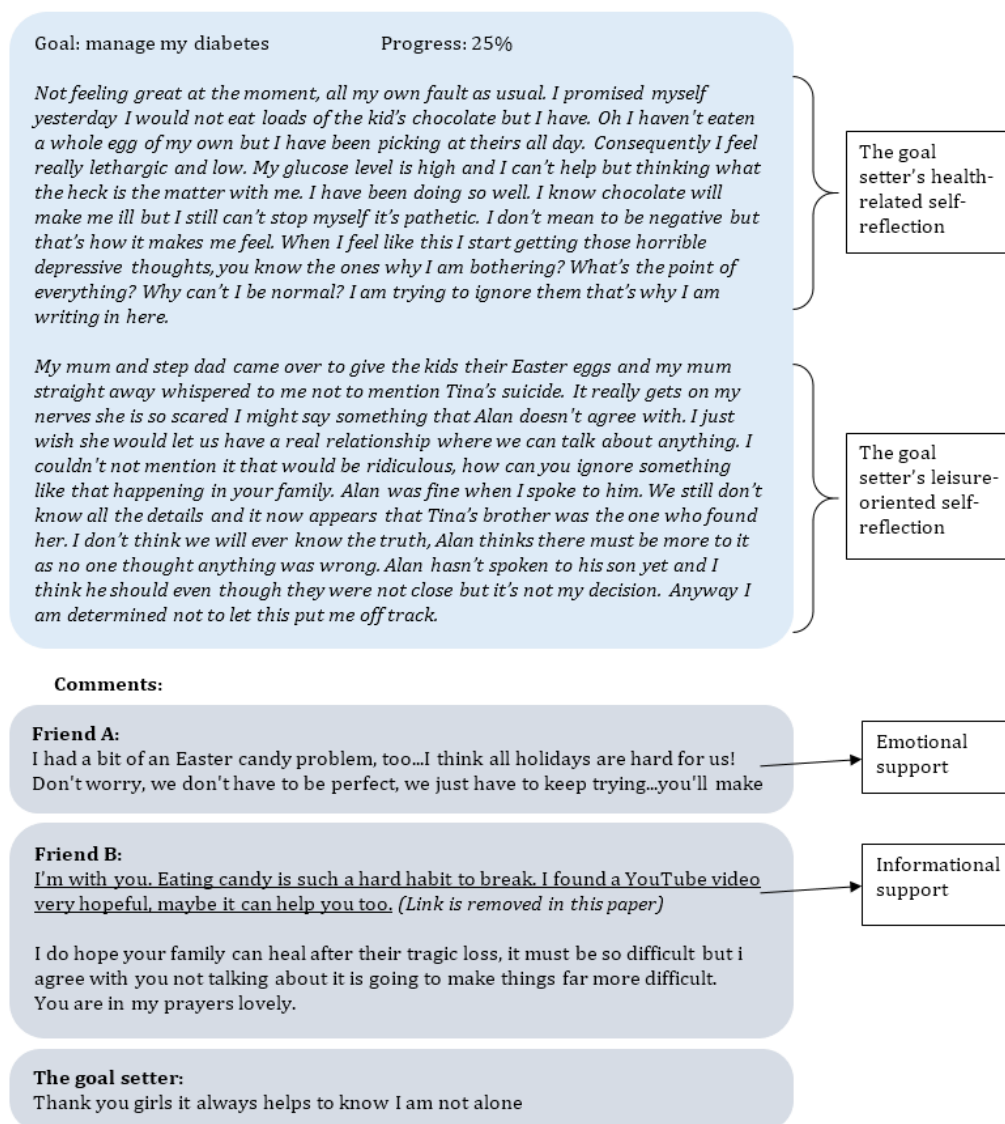 Goal: manage my diabetes Progress: 25%
Not feeling great at the moment, all my own fault as usual. I promised myself
yesterday I would not eat loads of the kid's chocolate but I have. Oh I haven't eaten
a whole egg of my own but I have been picking at theirs all day. Consequently I feel
really lethargic and low. My glucose level is high and I can't help but thinking what
the heck is the matter with me. I have been doing so well. I know chocolate will
make me ill but I still can't stop myself it's pathetic. I don't mean to be negative but
that's how it makes me feel. When I feel like this I start getting those horrible
depressive thoughts, you know the ones why I am bothering? What's the point of
everything? Why can't I be normal? I am trying to ignore them that's why I am
writing in here.
The goal
setter's health-
related self-
reflection
My mum and step dad came over to give the kids their Easter eggs and my mum
straight away whispered to me not to mention Tina's suicide. It really gets on my
nerves she is so scared I might say something that Alan doesn't agree with. I just
wish she would let us have a real relationship where we can talk about anything. I
couldn't not mention it that would be ridiculous, how can you ignore something
like that happening in your family. Alan was fine when I spoke to him. We still don't
know all the details and it now appears that Tina's brother was the one who found
her. I don't think we will ever know the truth, Alan thinks there must be more to it
as no one thought anything was wrong. Alan hasn't spoken to his son yet and I
think he should even though they were not close but it's not my decision. Anyway I
am determined not to let this put me off track.
The goal
setter's leisure-
oriented self-
reflection
Comments:
Friend A:
I had a bit of an Easter candy problem, too...I think all holidays are hard for us!
Don't worry, we don't have to be perfect, we just have to keep trying...you'll make
Emotional
support
Friend B:
I'm with you. Eating candy is such a hard habit to break. I found a YouTube video
very hopeful, maybe it can help you too. (Link is removed in this paper)
Informational
support
I do hope your family can heal after their tragic loss, it must be so difficult but i
agree with you not talking about it is going to make things far more difficult.
You are in my prayers lovely.
The goal setter:
Thank you girls it always helps to know I am not alone